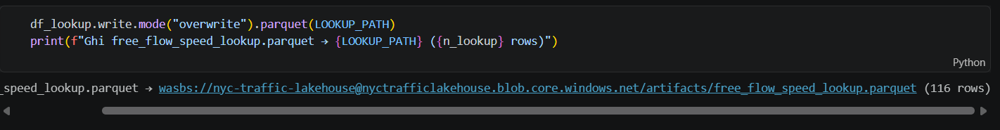 df_lookup.write.mode("overwrite").parquet(LOOKUP_PATH)
print(f"Ghi free_flow_speed_lookup.parquet → {LOOKUP_PATH} ({n_lookup} rows)")
Python
_speed_lookup.parquet → wasbs://nyc-traffic-lakehouse@nyctrafficlakehouse.blob.core.windows.net/artifacts/free_flow_speed_lookup.parquet (116 rows)